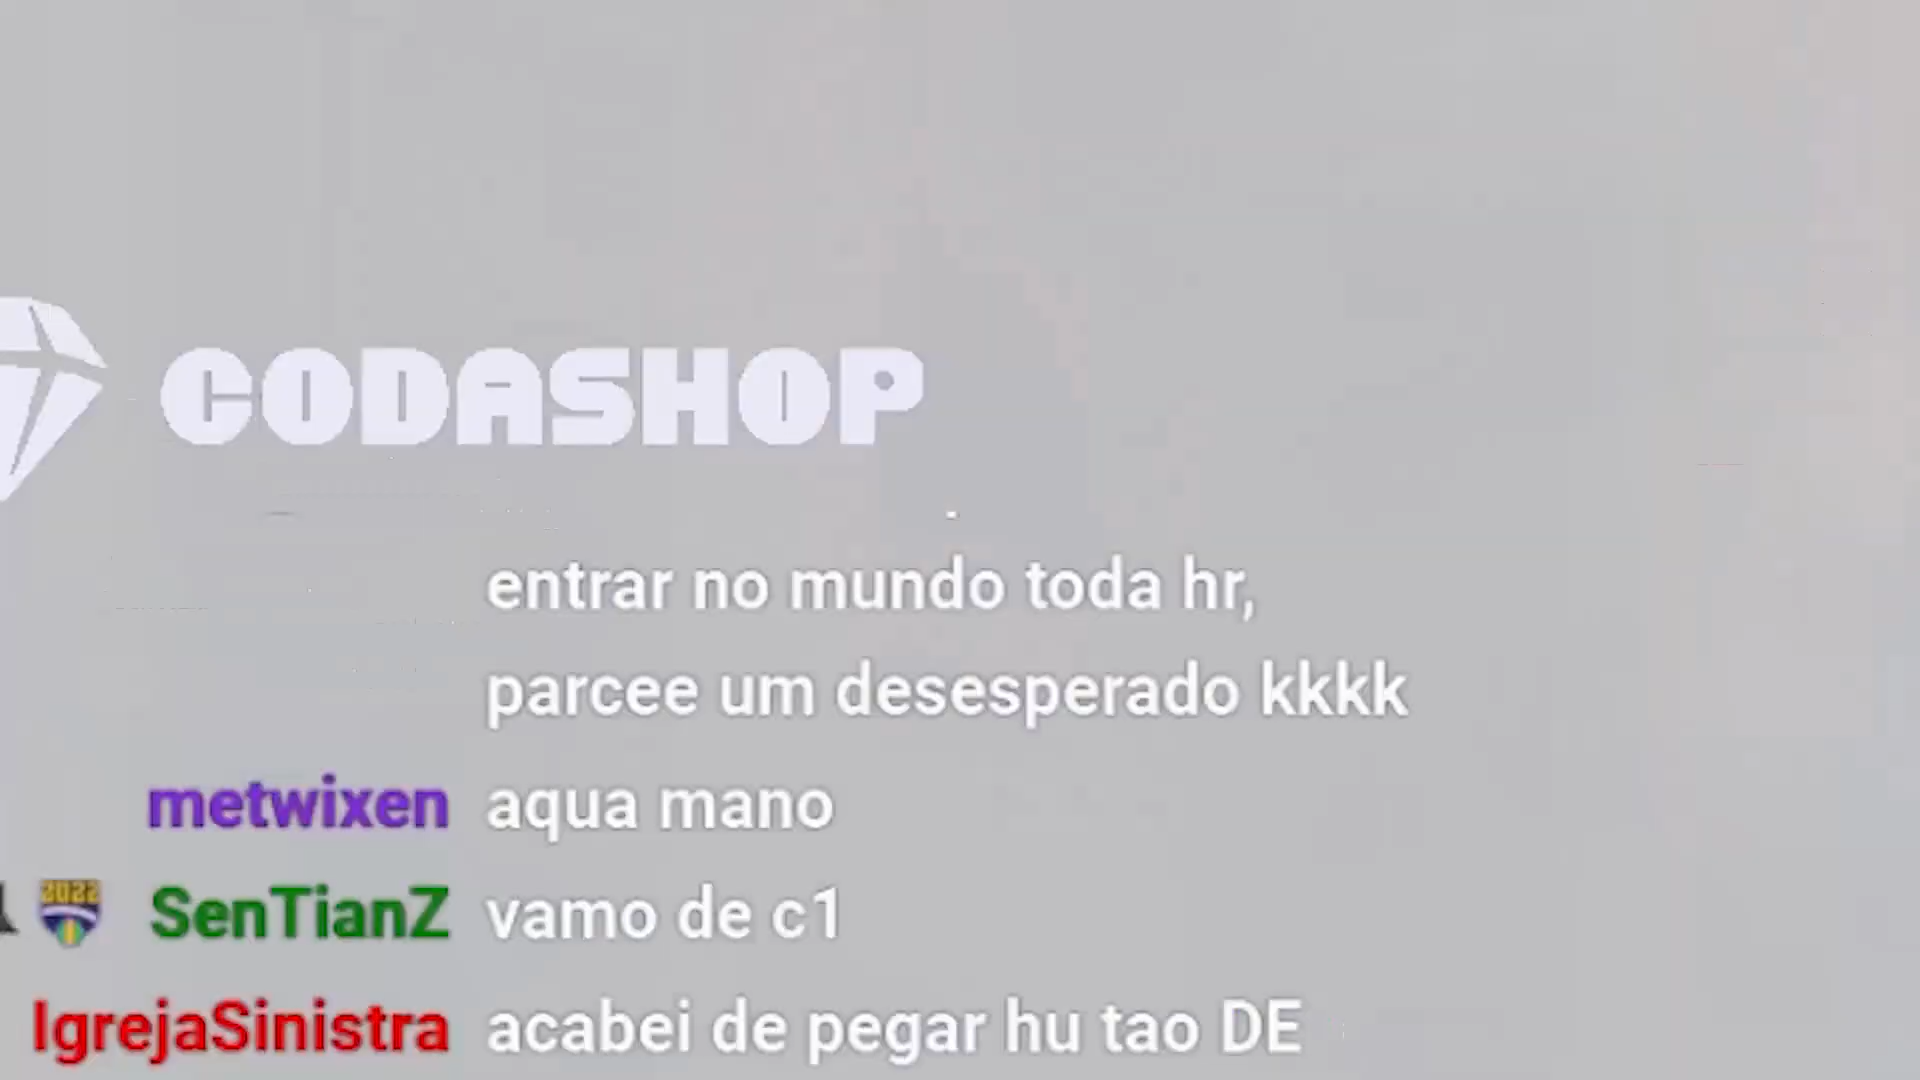 CODASHOP
entrar no mundo toda hr,
parcee um desesperado kkkk
metwixen aqua mano
2022 SenTianZ vamo de c1
IgrejaSinistra acabei de pegar hu tao DE